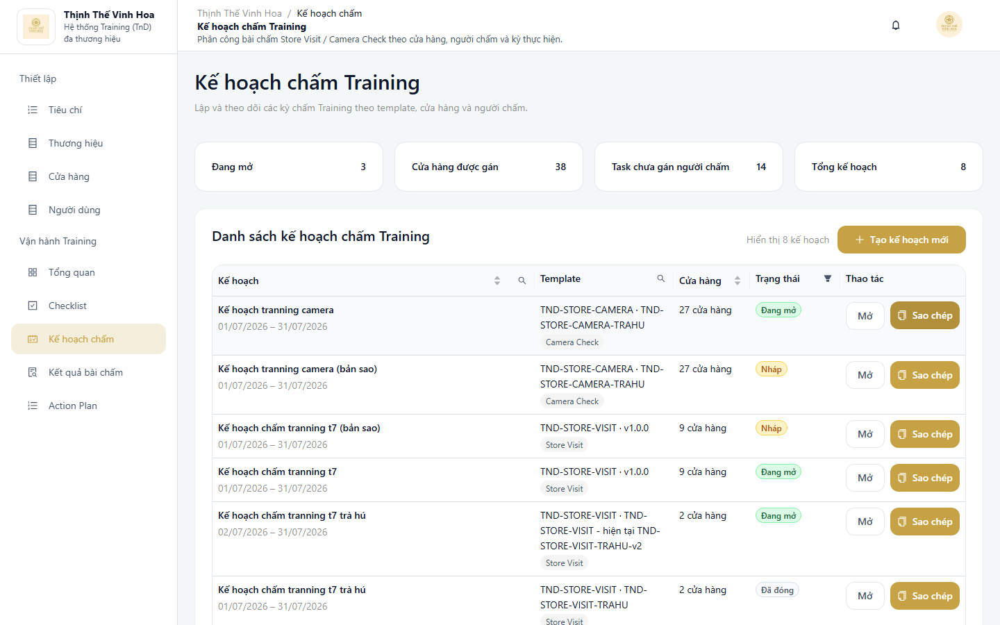 Thịnh Thế Vinh Hoa
Hệ thống Training (TnD)
đa thương hiệu
Thiết lập
Tiêu chí
Thương hiệu
Cửa hàng
Người dùng
Vận hành Training
Tổng quan
Checklist
Kế hoạch chấm
Kết quả bài chấm
Action Plan
Thịnh Thế Vinh Hoa / Kế hoạch chấm
Kế hoạch chấm Training
Phân công bài chấm Store Visit / Camera Check theo cửa hàng, người chấm và kỳ thực hiện.
Kế hoạch chấm Training
Lập và theo dõi các kỳ chấm Training theo template, cửa hàng và người chấm.
Đang mở 3
Cửa hàng được gán 38
Task chưa gán người chấm 14
Tổng kế hoạch 8
Danh sách kế hoạch chấm Training
Hiển thị 8 kế hoạch
Tạo kế hoạch mới
Kế hoạch Template Cửa hàng Trạng thái Thao tác
Kế hoạch tranning camera
01/07/2026 – 31/07/2026
TND-STORE-CAMERA · TND-
STORE-CAMERA-TRAHU
Camera Check
27 cửa hàng
Đang mở
Mở
Sao chép
Kế hoạch tranning camera (bản sao)
01/07/2026 – 31/07/2026
TND-STORE-CAMERA · TND-
STORE-CAMERA-TRAHU
Camera Check
27 cửa hàng
Nháp
Mở
Sao chép
Kế hoạch chấm tranning t7 (bản sao)
01/07/2026 – 31/07/2026
TND-STORE-VISIT · v1.0.0
Store Visit
9 cửa hàng
Nháp
Mở
Sao chép
Kế hoạch chấm tranning t7
01/07/2026 – 31/07/2026
TND-STORE-VISIT · v1.0.0
Store Visit
9 cửa hàng
Đang mở
Mở
Sao chép
Kế hoạch chấm tranning t7 trà hú
02/07/2026 – 31/07/2026
TND-STORE-VISIT · TND-
STORE-VISIT - hiện tại TND-
STORE-VISIT-TRAHU-v2
Store Visit
2 cửa hàng
Đang mở
Mở
Sao chép
Kế hoạch chấm tranning t7 trà hú
01/07/2026 – 31/07/2026
TND-STORE-VISIT · TND-
STORE-VISIT-TRAHU
Store Visit
2 cửa hàng
Đã đóng
Mở
Sao chép